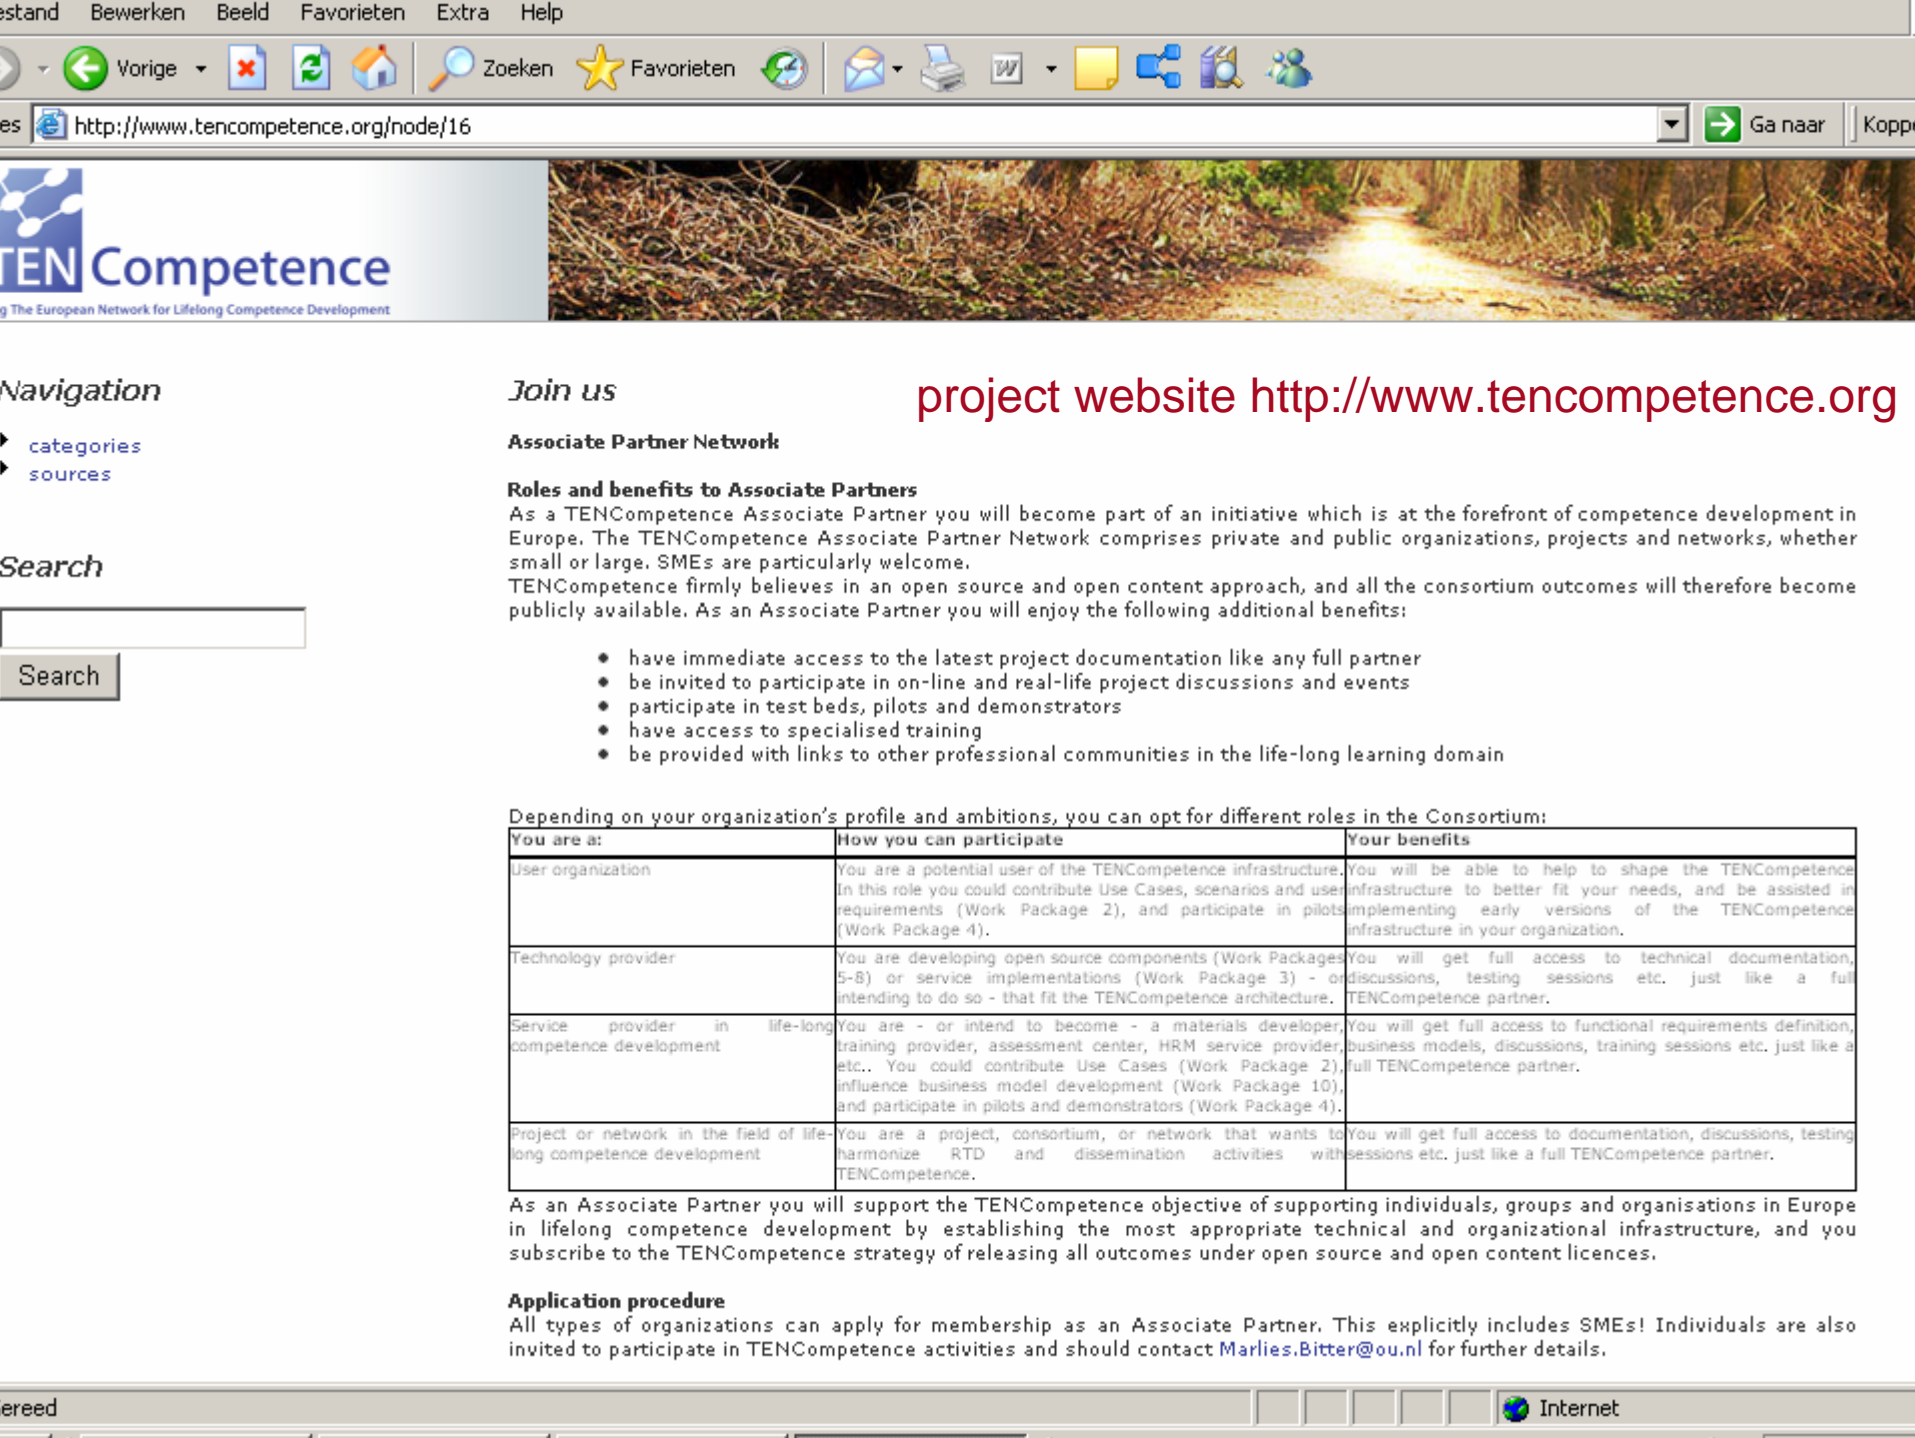 estand Bewerken Beeld Favorieten Extra Help
Vorige Zoeken Favorieten
es http://www.tencompetence.org/node/16 Ga naar Koppe
TEN Competence
g The European Network for Lifelong Competence Development
Navigation
categories
sources
Search
Search
project website http://www.tencompetence.org
Join us
Associate Partner Network
Roles and benefits to Associate Partners
As a TENCompetence Associate Partner you will become part of an initiative which is at the forefront of competence development in
Europe. The TENCompetence Associate Partner Network comprises private and public organizations, projects and networks, whether
small or large. SMEs are particularly welcome.
TENCompetence firmly believes in an open source and open content approach, and all the consortium outcomes will therefore become
publicly available. As an Associate Partner you will enjoy the following additional benefits:
• have immediate access to the latest project documentation like any full partner
• be invited to participate in on-line and real-life project discussions and events
• participate in test beds, pilots and demonstrators
• have access to specialised training
• be provided with links to other professional communities in the life-long learning domain
Depending on your organization's profile and ambitions, you can opt for different roles in the Consortium:
You are a: How you can participate Your benefits
User organization
You are a potential user of the TENCompetence infrastructure.
In this role you could contribute Use Cases, scenarios and user
requirements (Work Package 2), and participate in pilots
(Work Package 4).
You will be able to help to shape the TENCompetence
infrastructure to better fit your needs, and be assisted in
implementing early versions of the TENCompetence
infrastructure in your organization.
Technology provider
You are developing open source components (Work Packages
5-8) or service implementations (Work Package 3) - or
intending to do so - that fit the TENCompetence architecture.
You will get full access to technical documentation,
discussions, testing sessions etc. just like a full
TENCompetence partner.
Service provider in life-long
competence development
You are - or intend to become - a materials developer,
training provider, assessment center, HRM service provider,
etc.. You could contribute Use Cases (Work Package 2),
influence business model development (Work Package 10),
and participate in pilots and demonstrators (Work Package 4).
You will get full access to functional requirements definition,
business models, discussions, training sessions etc. just like a
full TENCompetence partner.
Project or network in the field of life-
long competence development
You are a project, consortium, or network that wants to
harmonize RTD and dissemination activities with
TENCompetence.
You will get full access to documentation, discussions, testing
sessions etc. just like a full TENCompetence partner.
As an Associate Partner you will support the TENCompetence objective of supporting individuals, groups and organisations in Europe
in lifelong competence development by establishing the most appropriate technical and organizational infrastructure, and you
subscribe to the TENCompetence strategy of releasing all outcomes under open source and open content licences.
Application procedure
All types of organizations can apply for membership as an Associate Partner. This explicitly includes SMEs! Individuals are also
invited to participate in TENCompetence activities and should contact Marlies.Bitter@ou.nl for further details.
ereed Internet